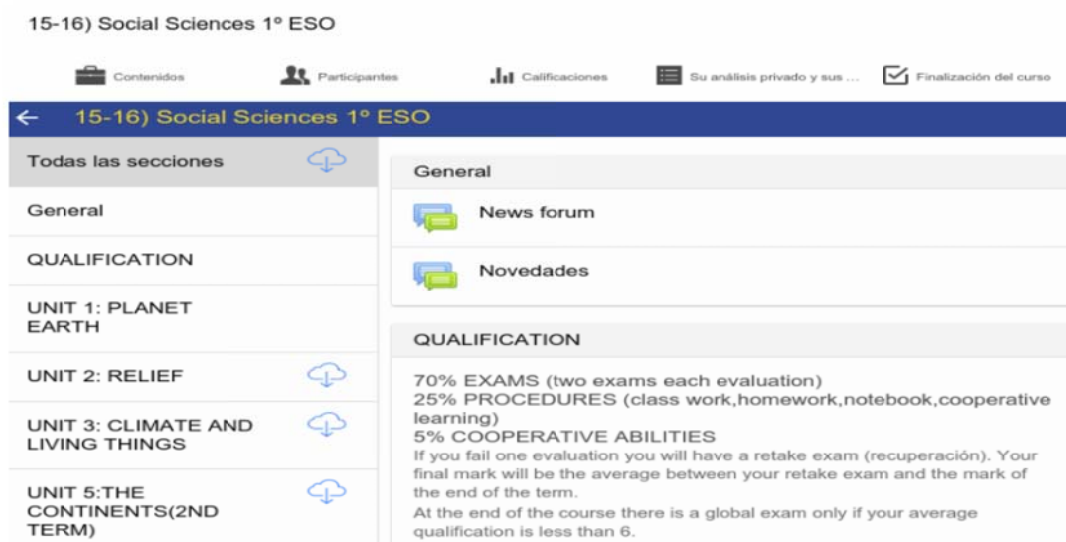 15-16) Social Sciences 1º ESO
Contenidos
Participantes
Calificaciones
Su análisis privado y sus ...
Finalización del curso
15-16) Social Sciences 1º ESO
Todas las secciones
General
QUALIFICATION
UNIT 1: PLANET
EARTH
UNIT 2: RELIEF
UNIT 3: CLIMATE AND
LIVING THINGS
UNIT 5:THE
CONTINENTS(2ND
TERM)
General
News forum
Novedades
QUALIFICATION
70% EXAMS (two exams each evaluation)
25% PROCEDURES (class work,homework,notebook,cooperative
learning)
5% COOPERATIVE ABILITIES
If you fail one evaluation you will have a retake exam (recuperación). Your
final mark will be the average between your retake exam and the mark of
the end of the term.
At the end of the course there is a global exam only if your average
qualification is less than 6.